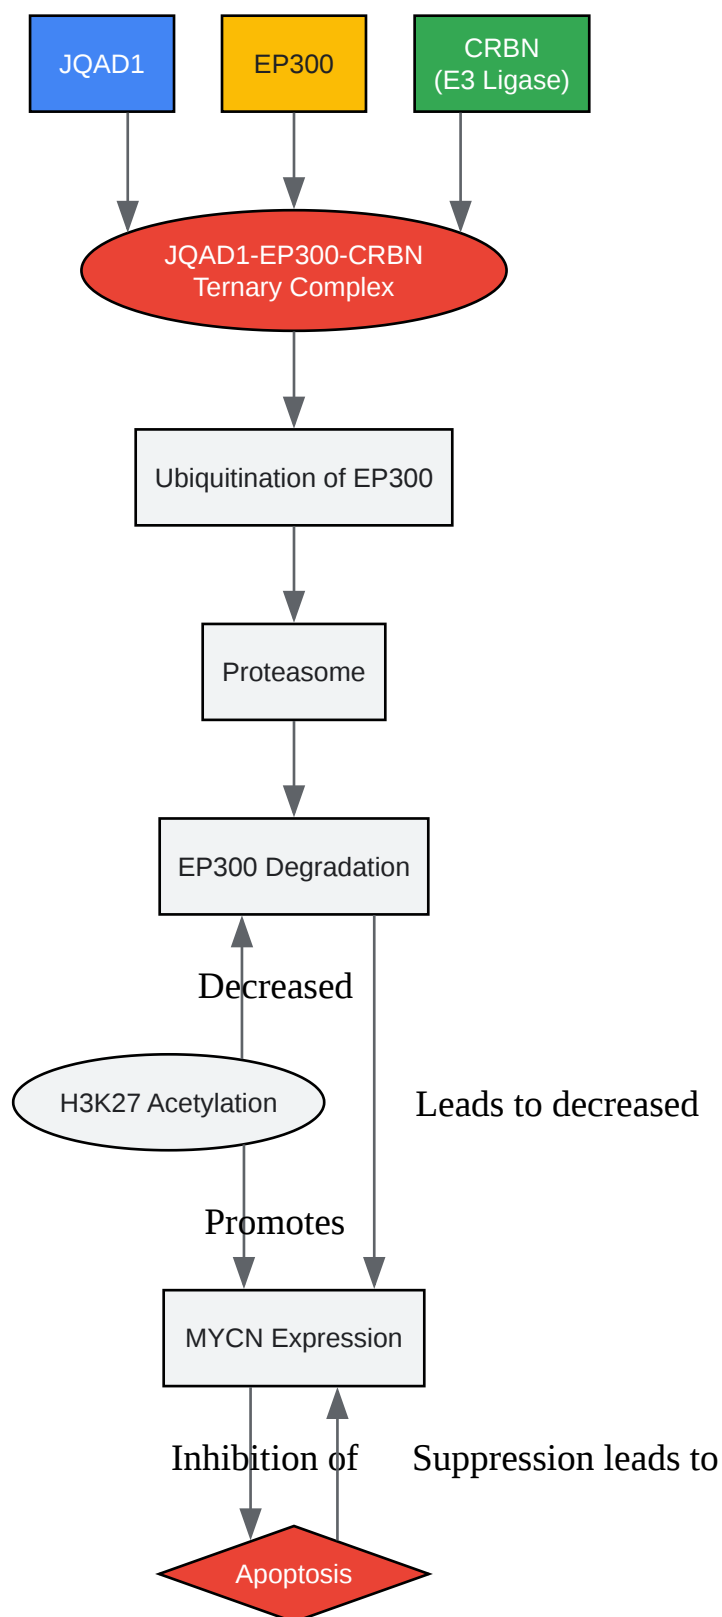 JQAD1
EP300
CRBN
(E3 Ligase)
JQAD1-EP300-CRBN
Ternary Complex
Ubiquitination of EP300
Proteasome
EP300 Degradation
Decreased
H3K27 Acetylation
Leads to decreased
Promotes
MYCN Expression
Inhibition of
Suppression leads to
Apoptosis